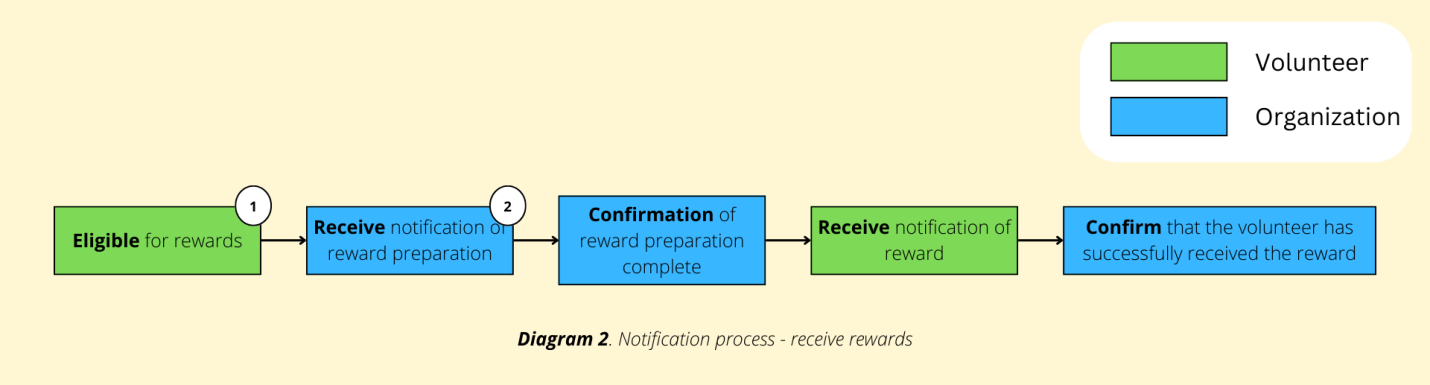 Volunteer
Organization
1
2
Eligible for rewards
Receive notification of
reward preparation
Confirmation of
reward preparation
complete
Receive notification of
reward
Confirm that the volunteer has
successfully received the reward
Diagram 2. Notification process - receive rewards